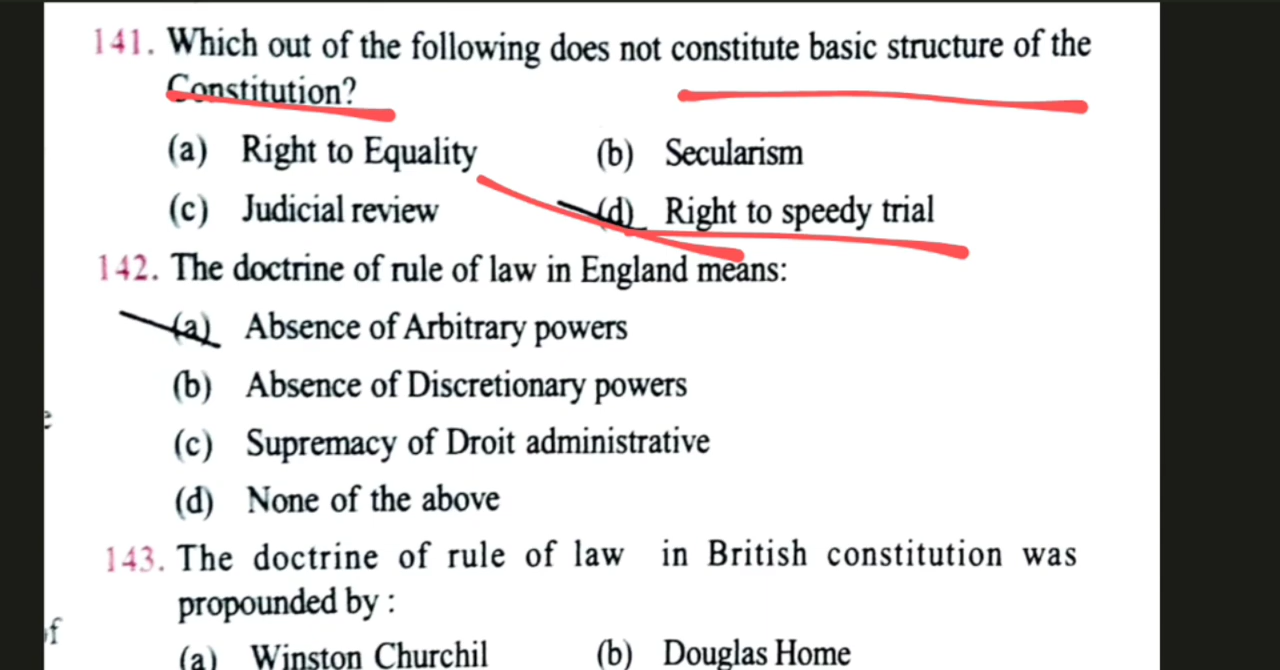 141. Which out of the following does not constitute basic structure of the
Constitution?
(a) Right to Equality (b) Secularism
(c) Judicial review (d) Right to speedy trial
142. The doctrine of rule of law in England means:
(a) Absence of Arbitrary powers
(b) Absence of Discretionary powers
(c) Supremacy of Droit administrative
(d) None of the above
143. The doctrine of rule of law in British constitution was
propounded by :
of
(a) Winston Churchil (b) Douglas Home